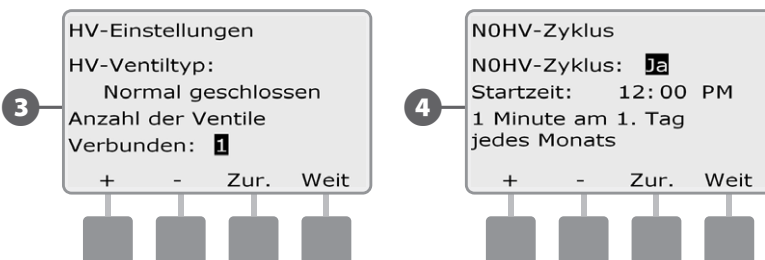 3
HV-Einstellungen
HV-Ventiltyp:
Normal geschlossen
Anzahl der Ventile
Verbunden: 1
+ - Zur. Weit
4
N0HV-Zyklus
N0HV-Zyklus: Ja
Startzeit: 12:00 PM
1 Minute am 1. Tag
jedes Monats
+ - Zur. Weit